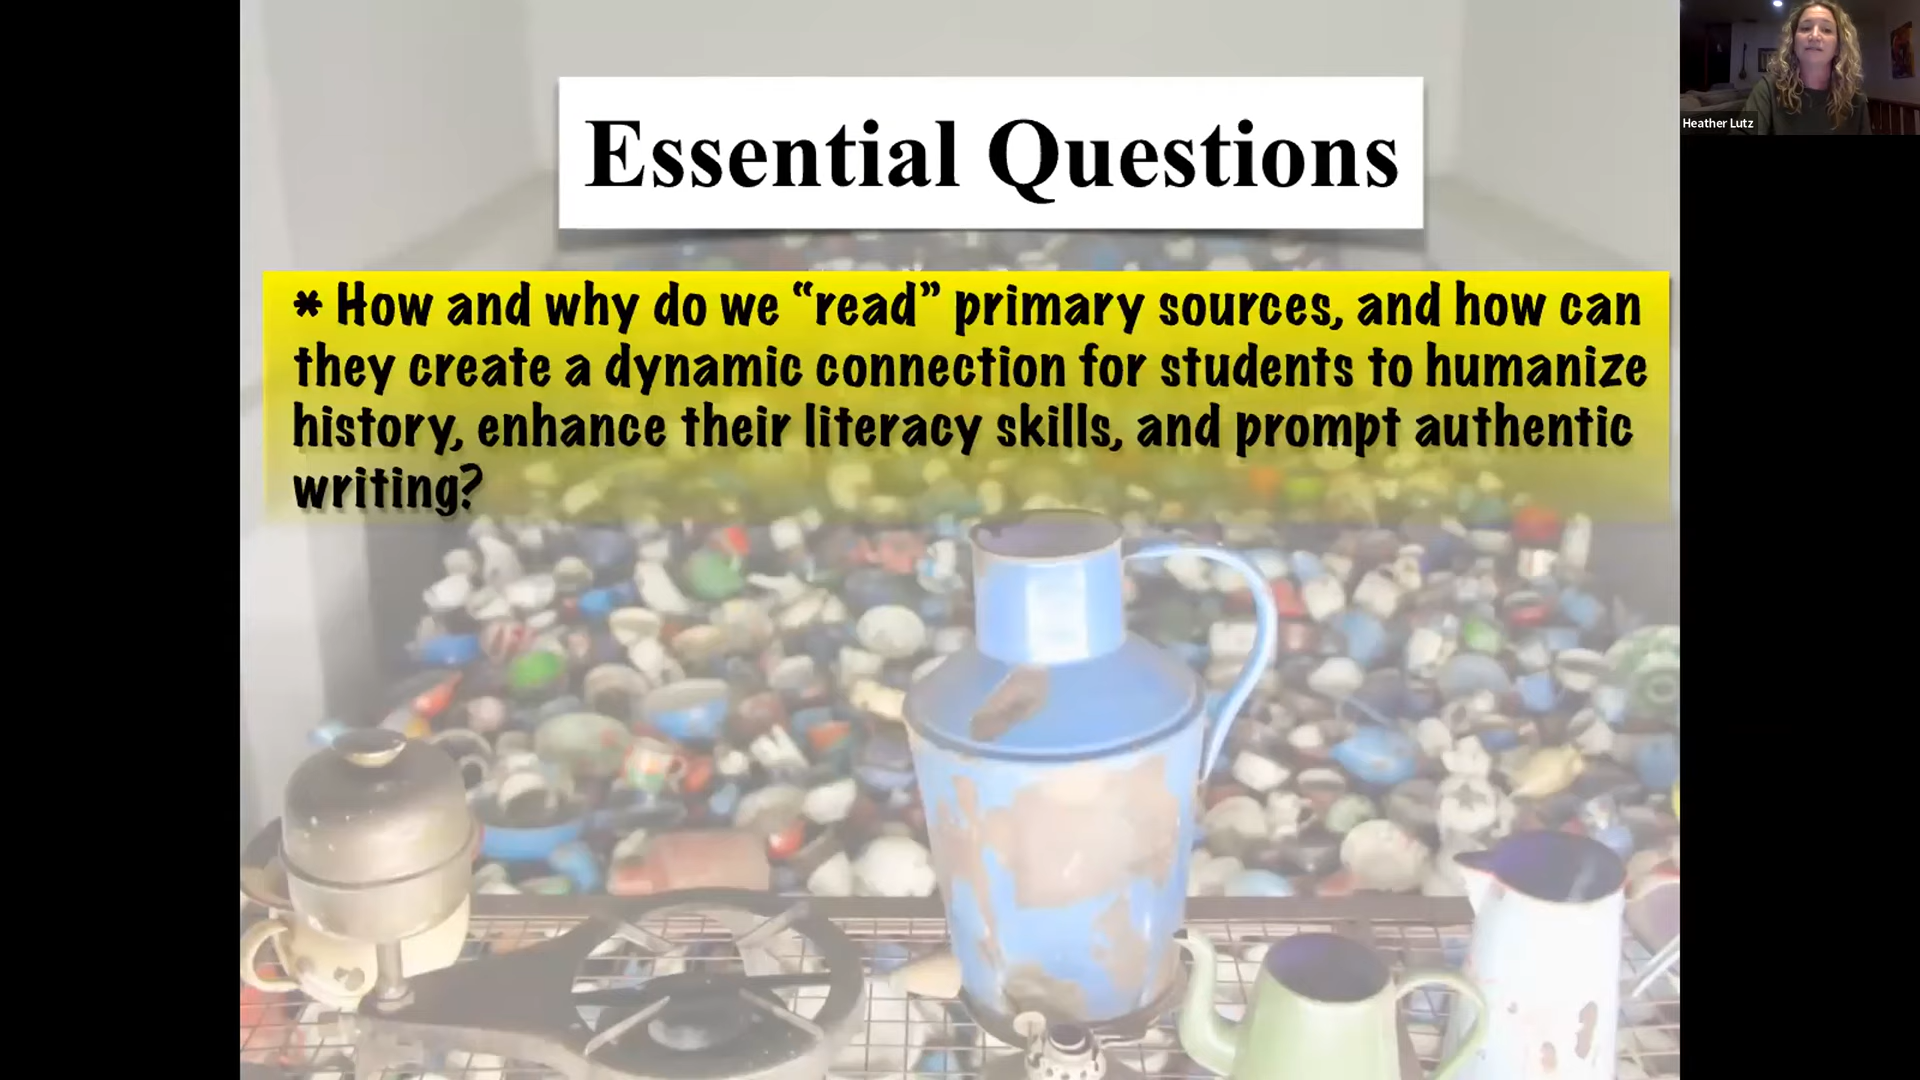 Essential Questions
Heather Lutz
* How and why do we “read” primary sources, and how can
they create a dynamic connection for students to humanize
history, enhance their literacy skills, and prompt authentic
writing?